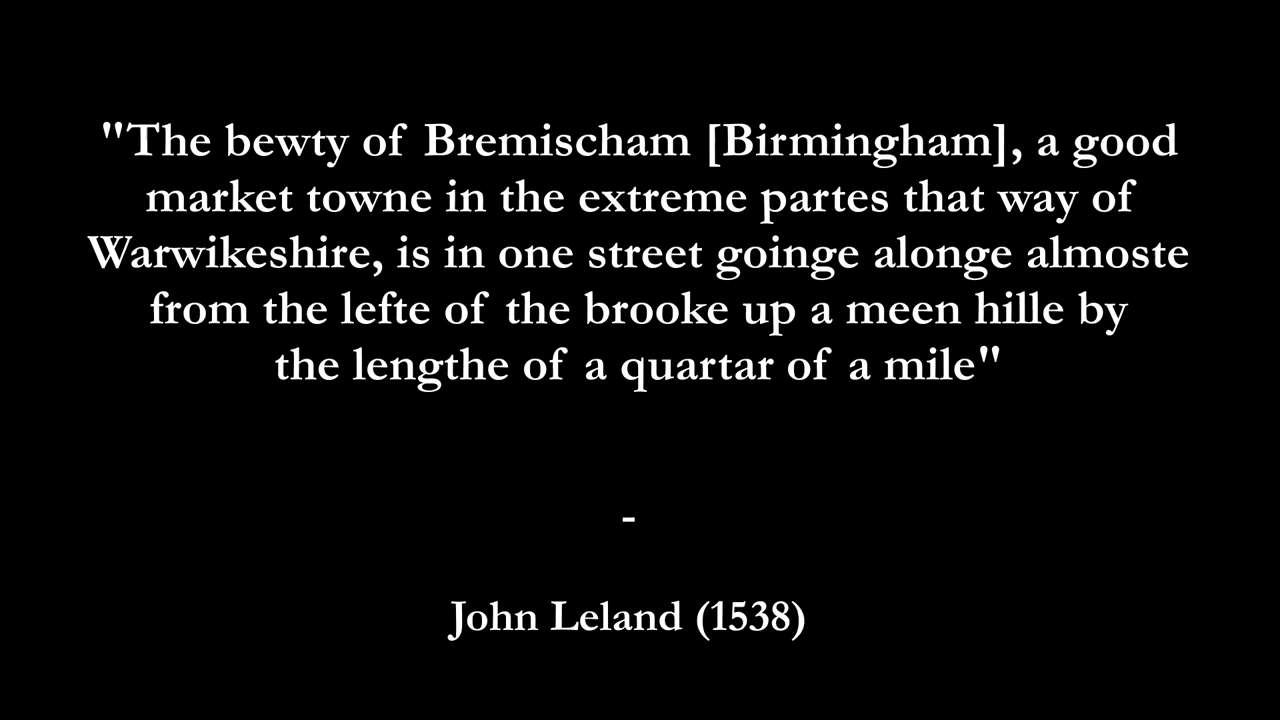 "The bewty of Bremischam [Birmingham], a good
market towne in the extreme partes that way of
Warwikeshire, is in one street goinge alonge almoste
from the lefte of the brooke up a meen hille by
the lengthe of a quartar of a mile"
-
John Leland (1538)